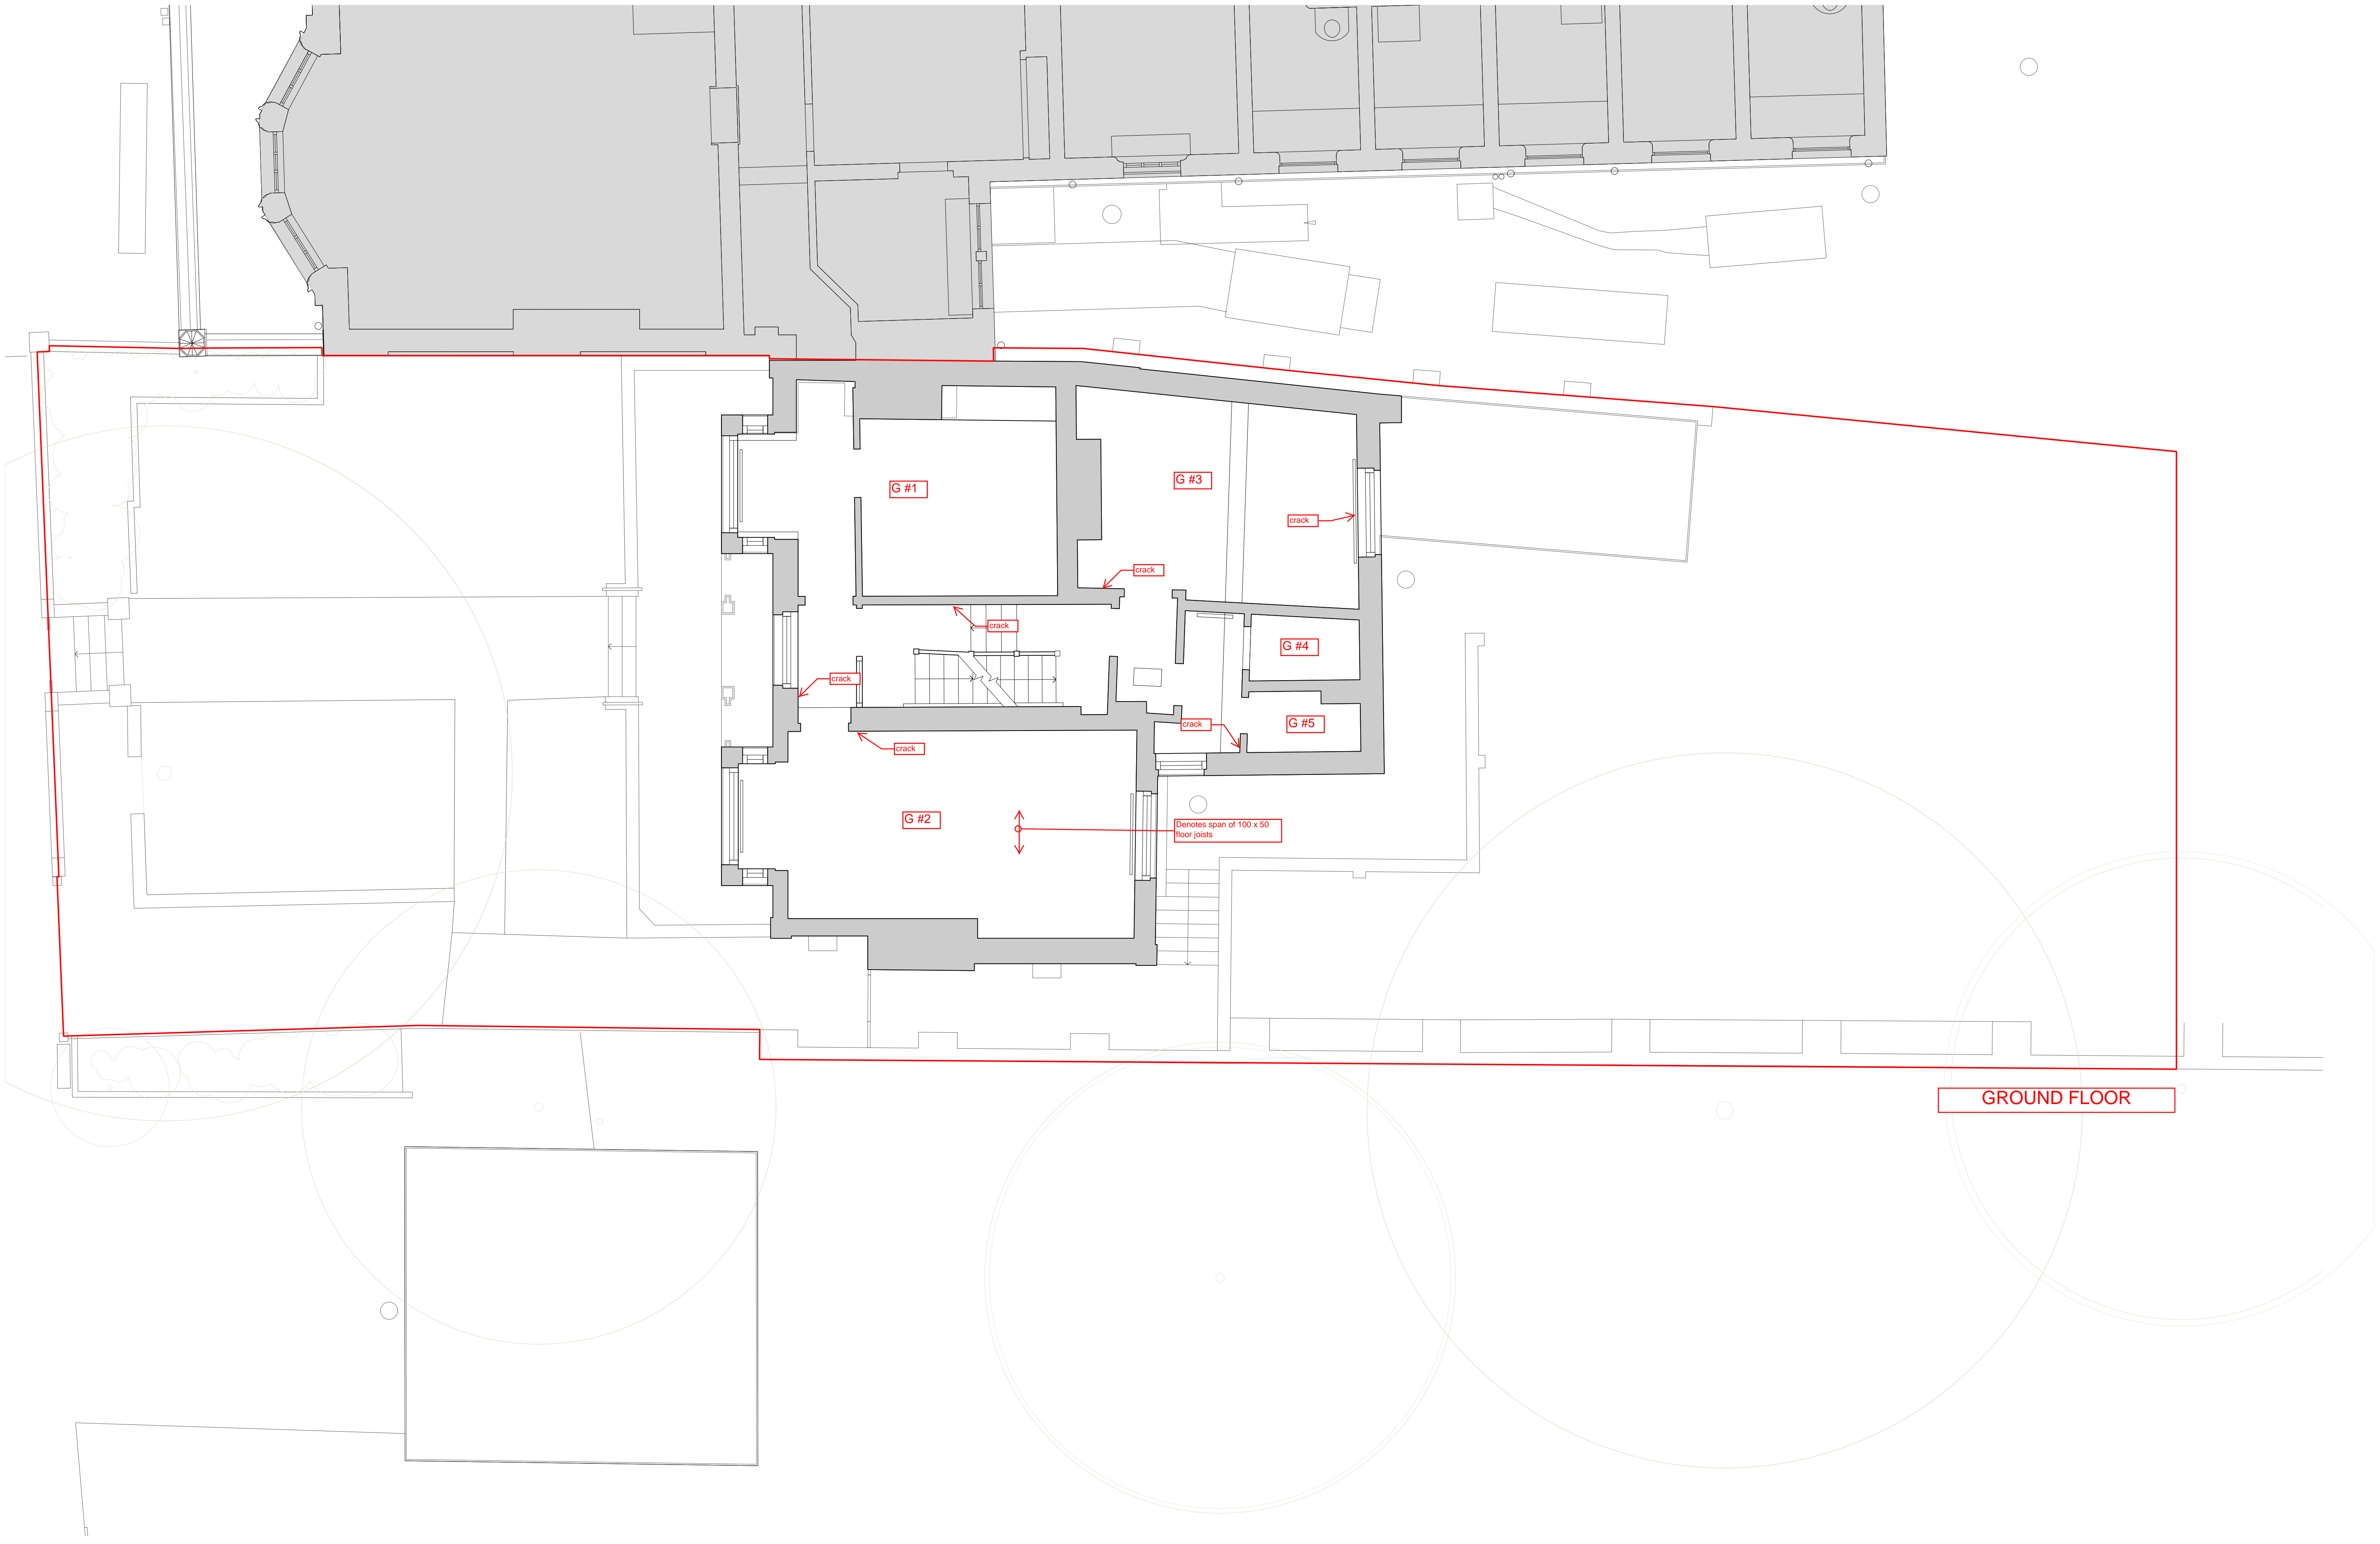 G #1
G #3
crack
crack
crack
G #4
crack
G #5
crack
crack
G #2
Denotes span of 100 x 50
floor joists
GROUND FLOOR